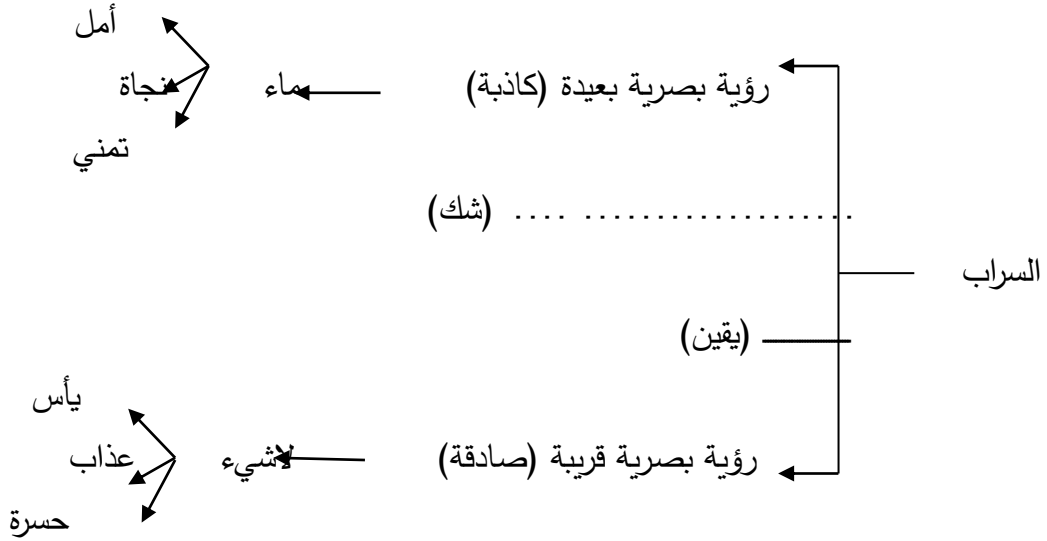 أمل
رؤية بصرية بعيدة (كاذبة) ماء نجاة
تمني
.................. .... (شك)
السراب
(يقين)
يأس
رؤية بصرية قريبة (صادقة) لاشيء عذاب
حسرة